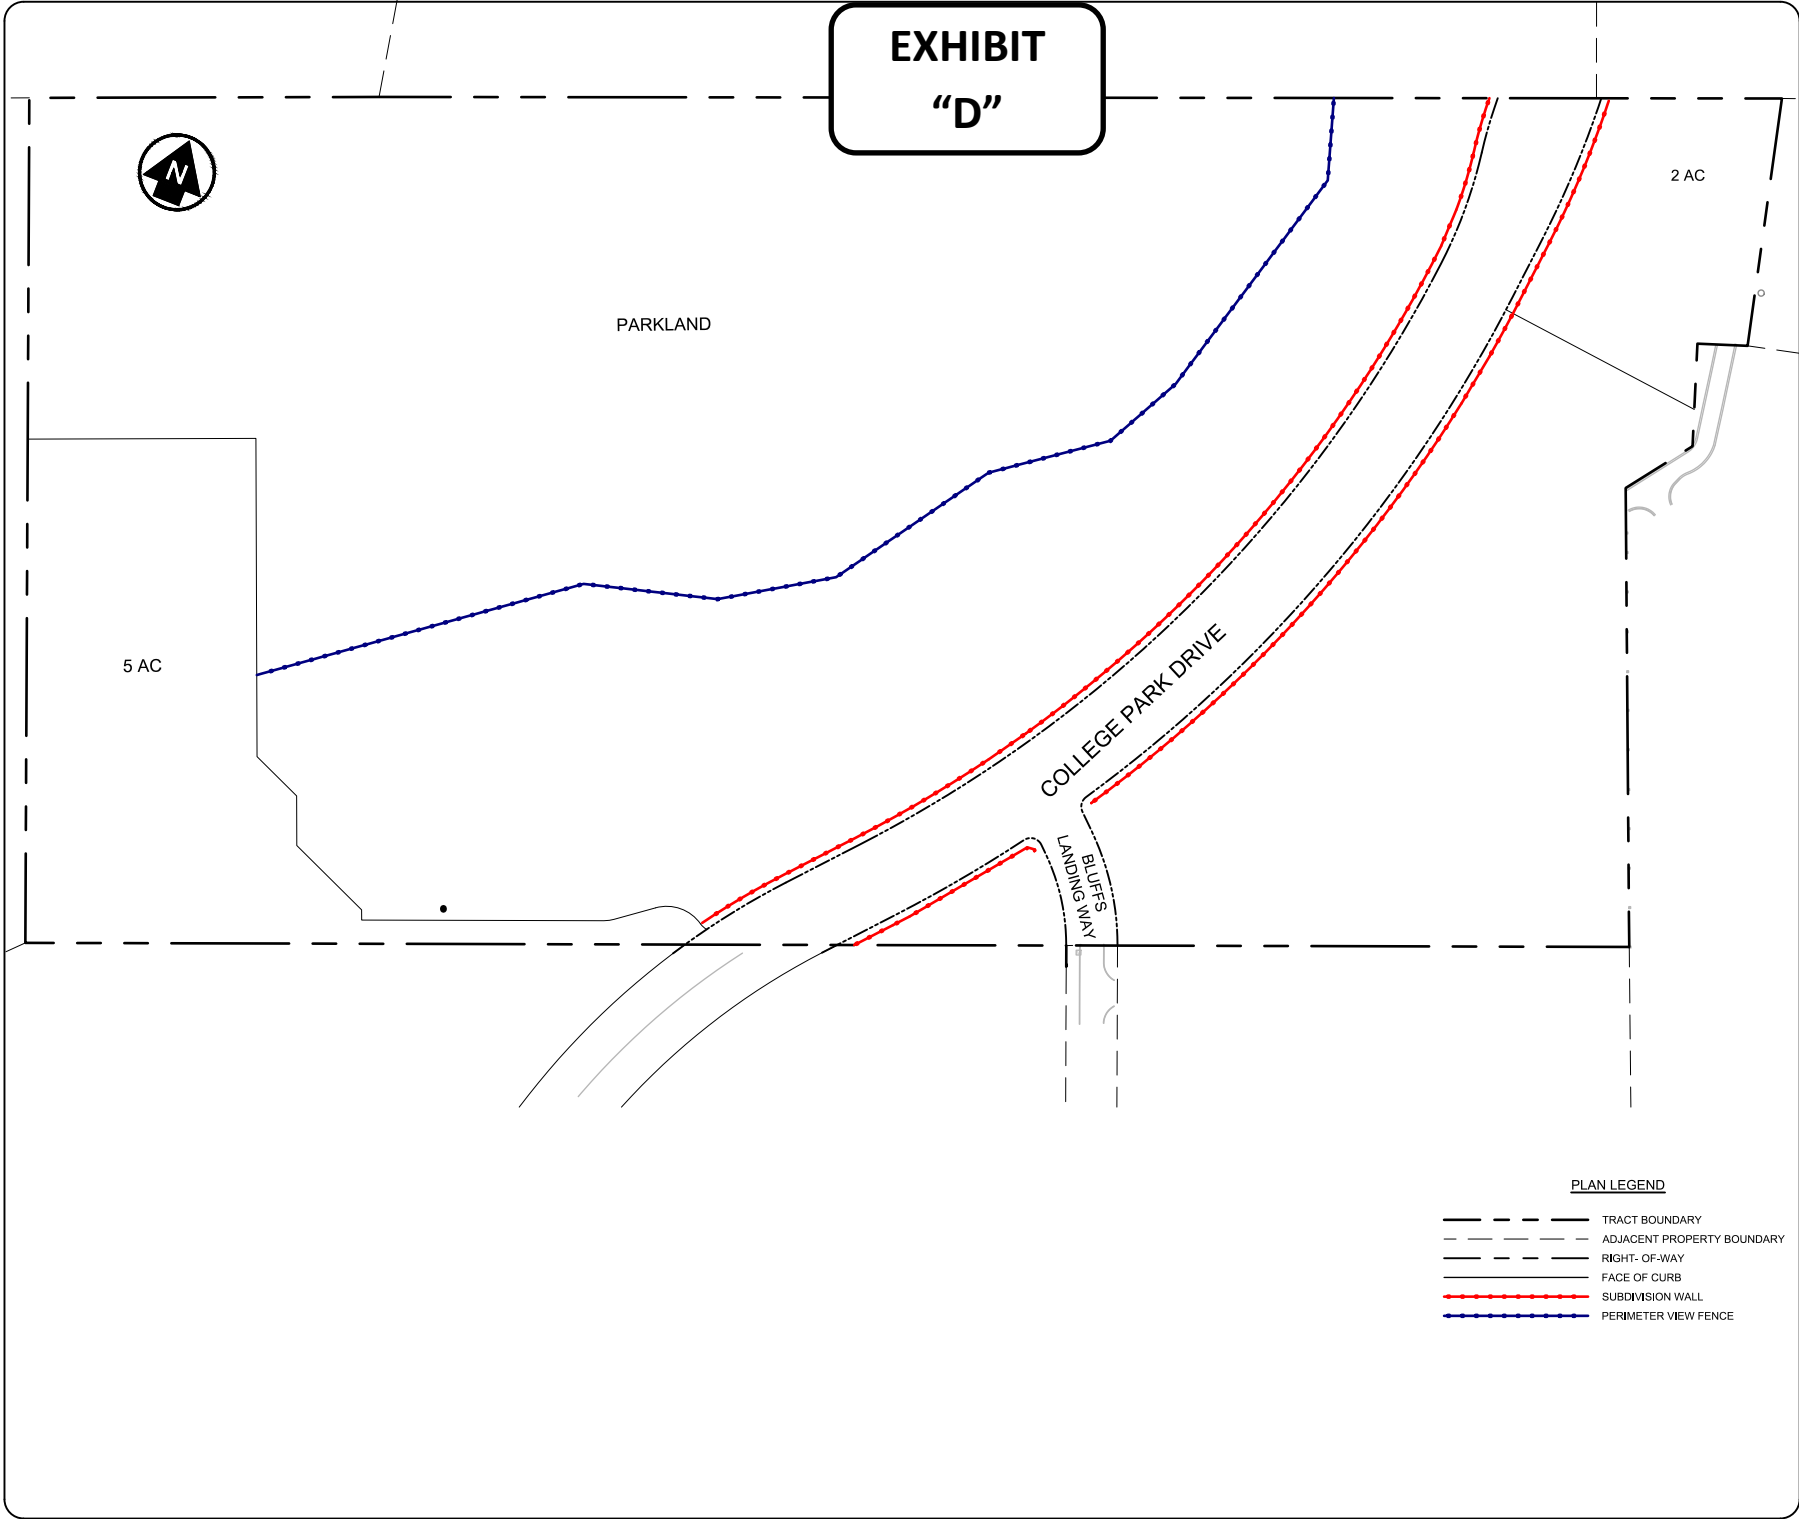 EXHIBIT
“D”
N
2 AC
PARKLAND
5 AC
COLLEGE PARK DRIVE
BLUFFS
LANDING WAY
PLAN LEGEND
TRACT BOUNDARY
ADJACENT PROPERTY BOUNDARY
RIGHT- OF-WAY
FACE OF CURB
SUBDIVISION WALL
PERIMETER VIEW FENCE